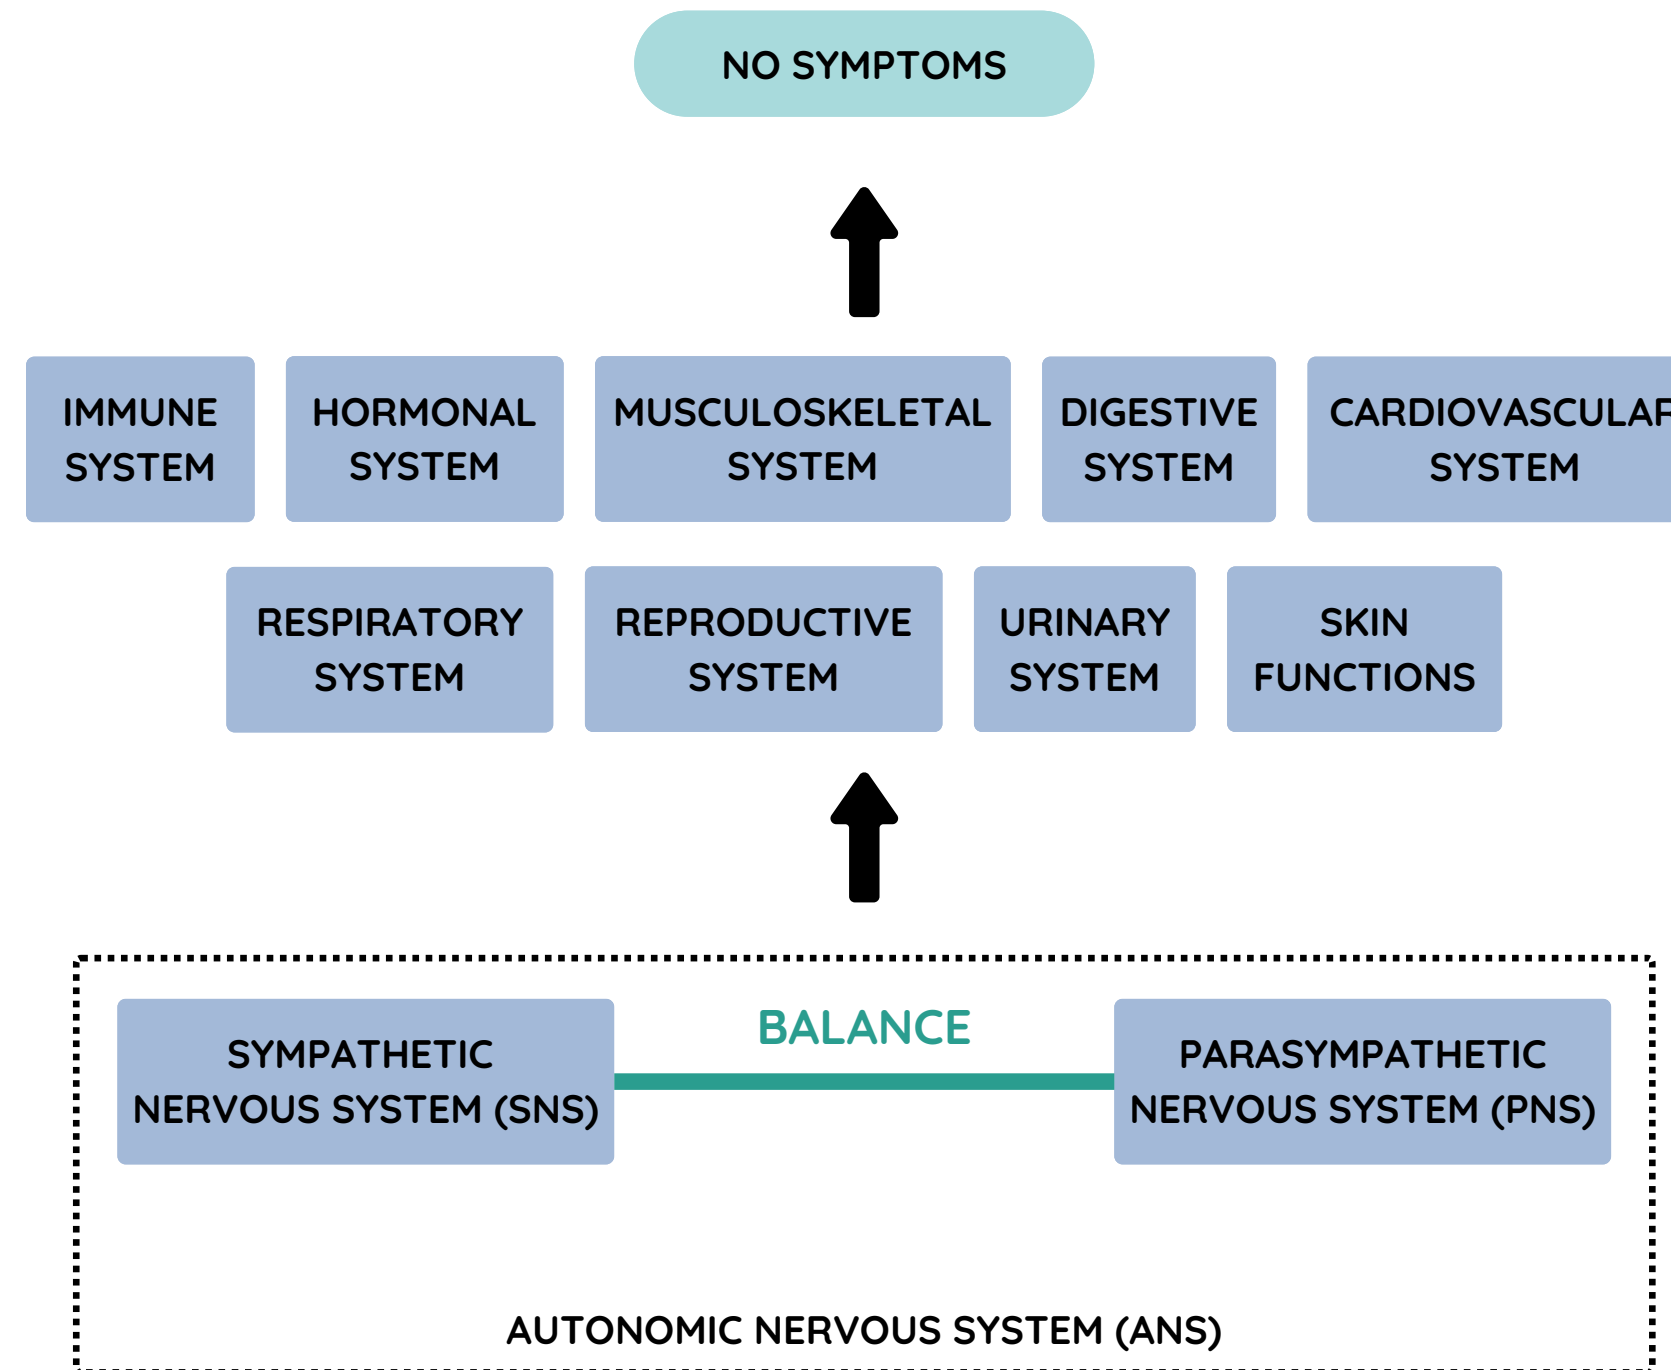 NO SYMPTOMS
IMMUNE
SYSTEM
HORMONAL
SYSTEM
MUSCULOSKELETAL
SYSTEM
DIGESTIVE
SYSTEM
CARDIOVASCULAR
SYSTEM
RESPIRATORY
SYSTEM
REPRODUCTIVE
SYSTEM
URINARY
SYSTEM
SKIN
FUNCTIONS
SYMPATHETIC
NERVOUS SYSTEM (SNS)
BALANCE
PARASYMPATHETIC
NERVOUS SYSTEM (PNS)
AUTONOMIC NERVOUS SYSTEM (ANS)